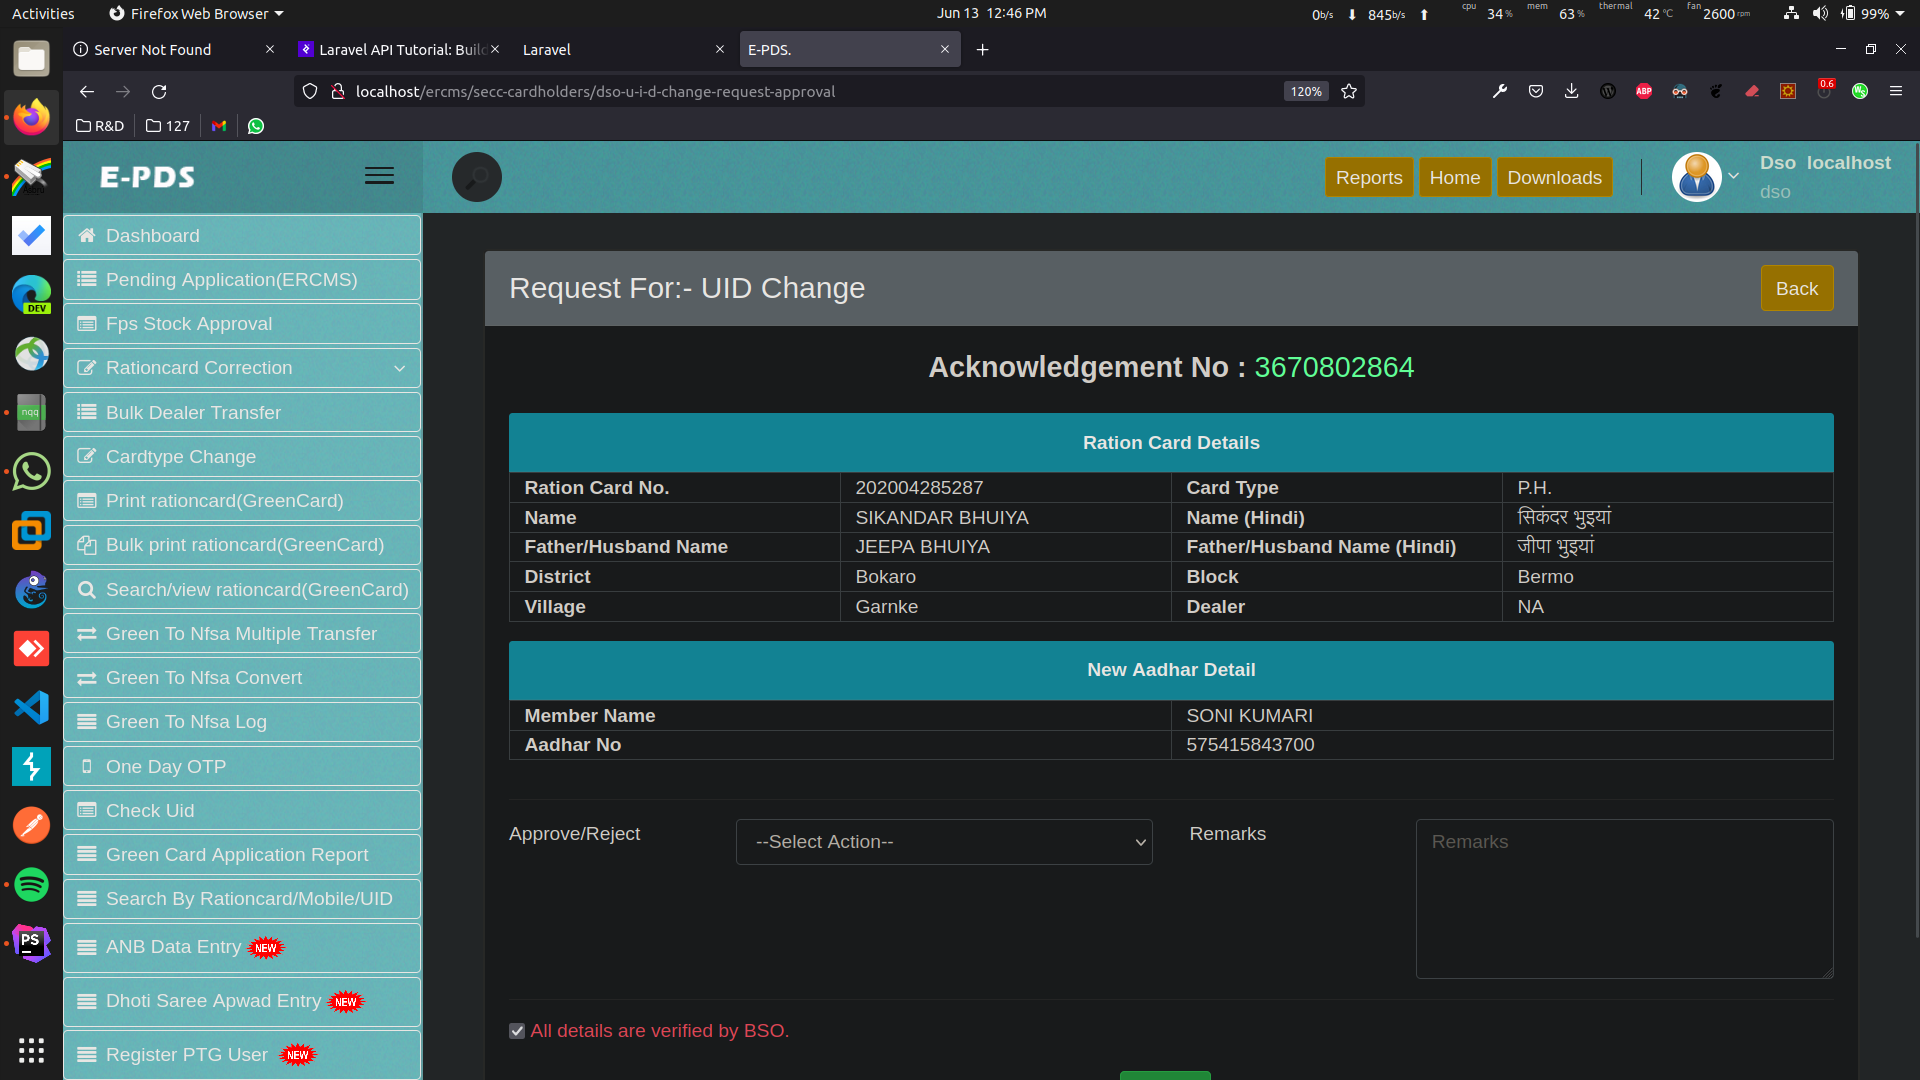 Activities
Firefox Web Browser
Jun 13 12:46 PM
0b/s
845b/s
cpu 34 %
mem 63 %
thermal 42 °C
fan 2600 rpm
99%
Server Not Found
Laravel API Tutorial: Build
Laravel
E-PDS.
localhost/ercms/secc-cardholders/dso-u-i-d-change-request-approval
120%
ABP
0.6
R&D
127
E-PDS
Reports
Home
Downloads
Dso localhost
dso
Dashboard
Pending Application(ERCMS)
Fps Stock Approval
Rationcard Correction
Bulk Dealer Transfer
Cardtype Change
Print rationcard(GreenCard)
Bulk print rationcard(GreenCard)
Search/view rationcard(GreenCard)
Green To Nfsa Multiple Transfer
Green To Nfsa Convert
Green To Nfsa Log
One Day OTP
Check Uid
Green Card Application Report
Search By Rationcard/Mobile/UID
ANB Data Entry NEW
Dhoti Saree Apwad Entry NEW
Register PTG User NEW
DEV
nqq
PS
Request For:- UID Change
Back
Acknowledgement No : 3670802864
Ration Card Details
Ration Card No. 202004285287 Card Type P.H.
Name SIKANDAR BHUIYA Name (Hindi) सिकंदर भुइयां
Father/Husband Name JEEPA BHUIYA Father/Husband Name (Hindi) जीपा भुइयां
District Bokaro Block Bermo
Village Garnke Dealer NA
New Aadhar Detail
Member Name SONI KUMARI
Aadhar No 575415843700
Approve/Reject
--Select Action--
Remarks
Remarks
All details are verified by BSO.